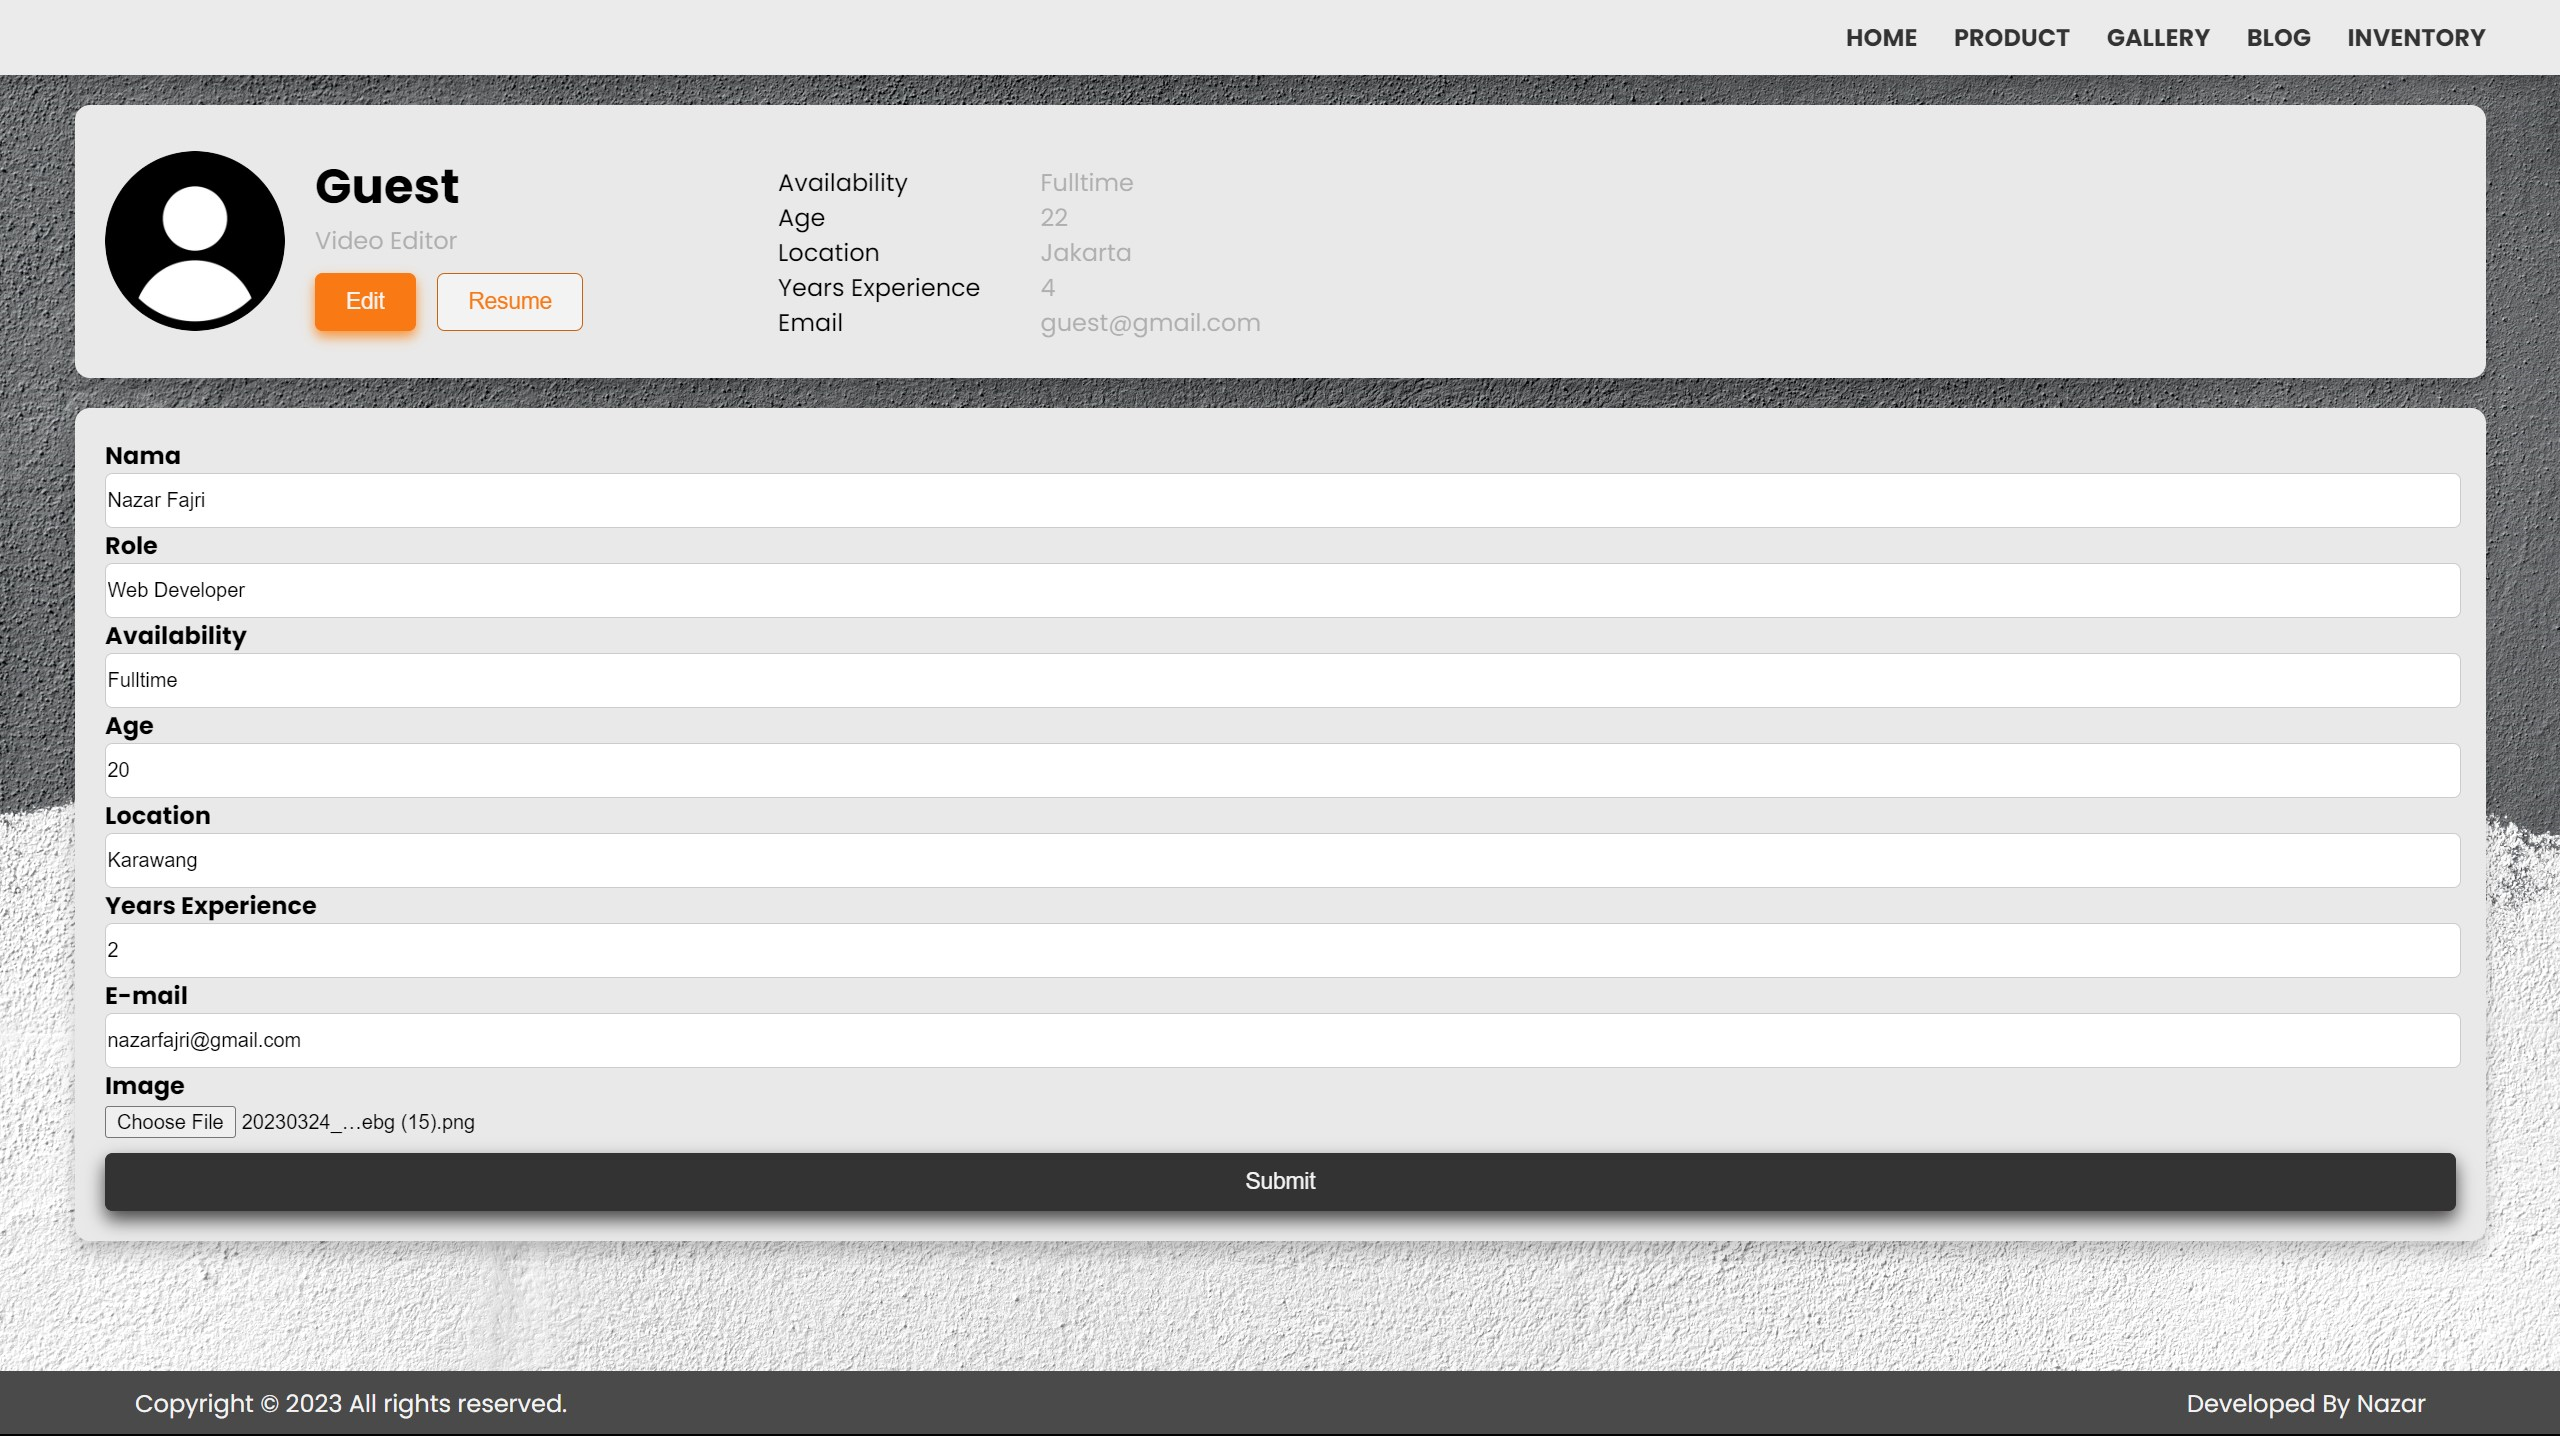 HOME PRODUCT GALLERY BLOG INVENTORY
Guest
Video Editor
Edit Resume
Availability Fulltime
Age 22
Location Jakarta
Years Experience 4
Email guest@gmail.com
Nama
Nazar Fajri
Role
Web Developer
Availability
Fulltime
Age
20
Location
Karawang
Years Experience
2
E-mail
nazarfajri@gmail.com
Image
Choose File 20230324_...ebg (15).png
Submit
Copyright © 2023 All rights reserved. Developed By Nazar